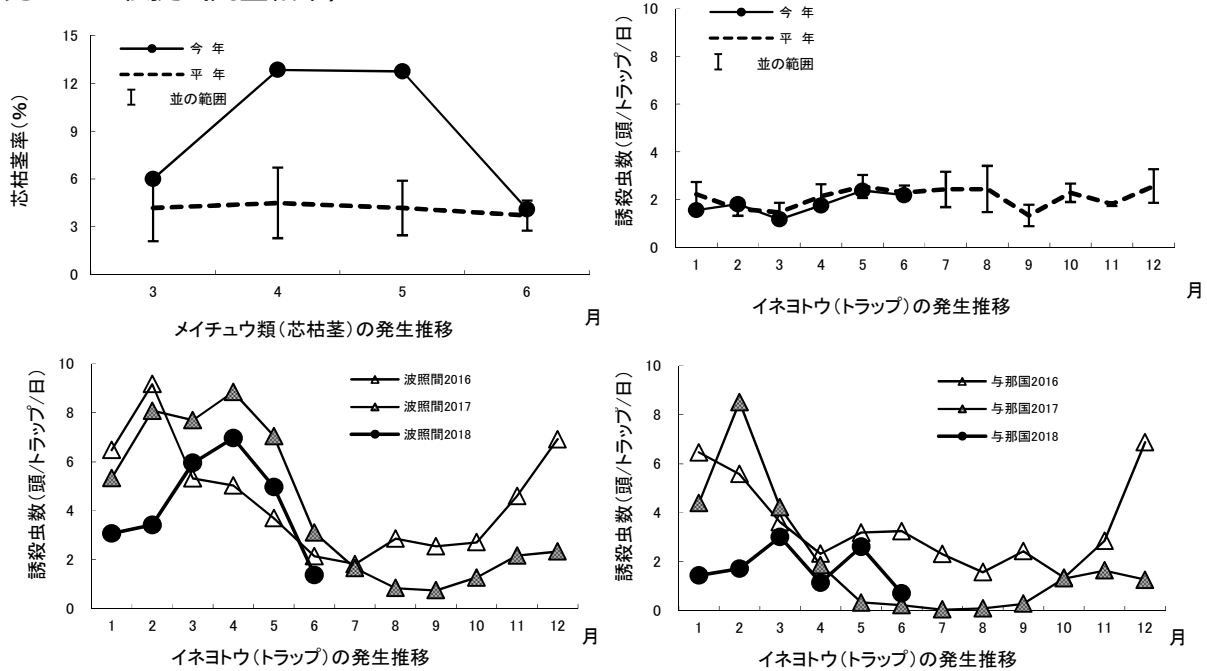 15
12
9
6
3
0
芯枯茎率(%)
今 年
平 年
並の範囲
3 4 5 6
月
メイチュウ類(芯枯茎)の発生推移
10
8
6
4
2
0
誘殺虫数(頭/トラップ/日)
今 年
平 年
並の範囲
1 2 3 4 5 6 7 8 9 10 11 12
月
イネヨトウ(トラップ)の発生推移
10
8
6
4
2
0
誘殺虫数(頭/トラップ/日)
波照間2016
波照間2017
波照間2018
1 2 3 4 5 6 7 8 9 10 11 12
月
イネヨトウ(トラップ)の発生推移
10
8
6
4
2
0
誘殺虫数(頭/トラップ/日)
与那国2016
与那国2017
与那国2018
1 2 3 4 5 6 7 8 9 10 11 12
月
イネヨトウ(トラップ)の発生推移